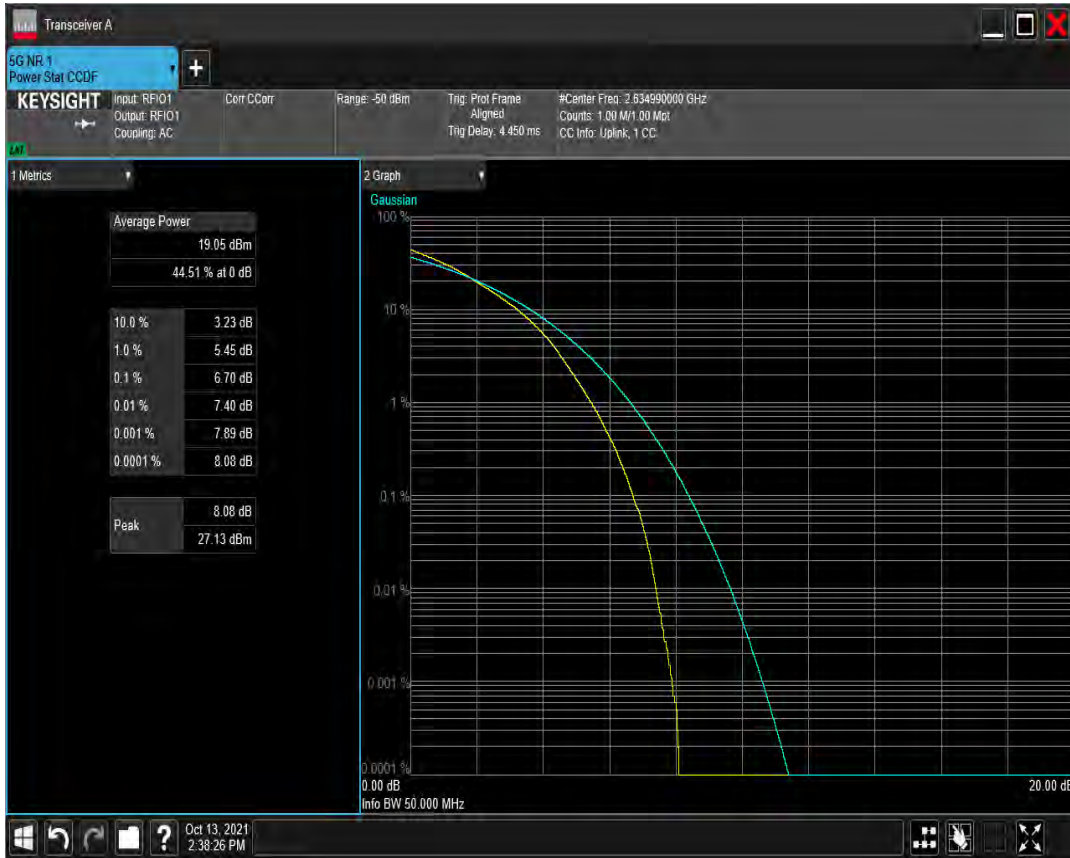 Transceiver A
5G NR 1
Power Stat CCDF
+
KEYSIGHT
Input: RFIO1
Output: RFIO1
Coupling: AC
Corr CCorr
Range: -50 dBm
Trig: Prot Frame
Aligned
Trig Delay: 4.450 ms
#Center Freq: 2.634990000 GHz
Counts: 1.00 M/1.00 Mpt
CC Info: Uplink, 1 CC
1 Metrics
Average Power
19.05 dBm
44.51 % at 0 dB
10.0 % 3.23 dB
1.0 % 5.45 dB
0.1 % 6.70 dB
0.01 % 7.40 dB
0.001 % 7.89 dB
0.0001 % 8.08 dB
Peak
8.08 dB
27.13 dBm
2 Graph
Gaussian
100 %
10 %
1 %
0.1 %
0.01 %
0.001 %
0.0001 %
0.00 dB
20.00 dB
Info BW 50.000 MHz
?
Oct 13, 2021
2:38:26 PM